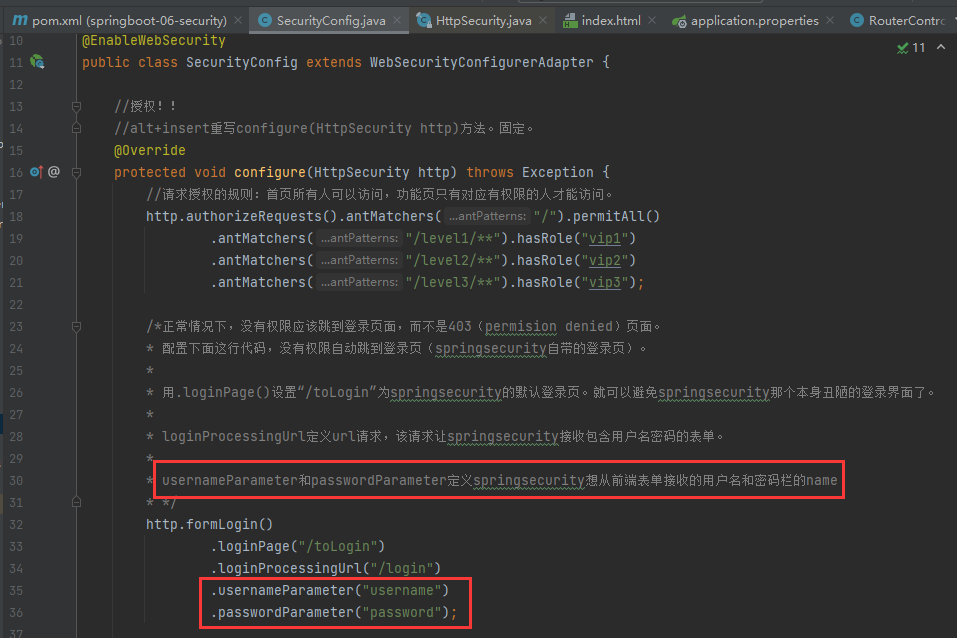 pom.xml (springboot-06-security) SecurityConfig.java HttpSecurity.java index.html application.properties RouterContro
10 @EnableWebSecurity 11
11 public class SecurityConfig extends WebSecurityConfigurerAdapter {
12
13 //授权！！
14 //alt+insert重写configure(HttpSecurity http)方法。固定。
15 @Override
16 @ protected void configure(HttpSecurity http) throws Exception {
17 //请求授权的规则：首页所有人可以访问，功能页只有对应有权限的人才能访问。
18 http.authorizeRequests().antMatchers( ...antPatterns: "/").permitAll()
19 .antMatchers( ...antPatterns: "/level1/**").hasRole("vip1")
20 .antMatchers( ...antPatterns: "/level2/**").hasRole("vip2")
21 .antMatchers( ...antPatterns: "/level3/**").hasRole("vip3");
22
23 /*正常情况下，没有权限应该跳到登录页面，而不是403（permision denied）页面。
24 * 配置下面这行代码，没有权限自动跳到登录页（springsecurity自带的登录页）。
25 *
26 * 用.loginPage()设置“/toLogin”为springsecurity的默认登录页。就可以避免springsecurity那个本身丑陋的登录界面了。
27 *
28 * loginProcessingUrl定义url请求，该请求让springsecurity接收包含用户名密码的表单。
29 *
30 * usernameParameter和passwordParameter定义springsecurity想从前端表单接收的用户名和密码栏的name
31 * */
32 http.formLogin()
33 .loginPage("/toLogin")
34 .loginProcessingUrl("/login")
35 .usernameParameter("username")
36 .passwordParameter("password");
37